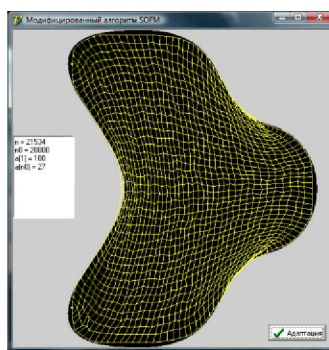 Модифицированный алгоритм SOFM
n = 21534
n0 = 20000
a[1] = 100
a[n0] = 27
Адаптация